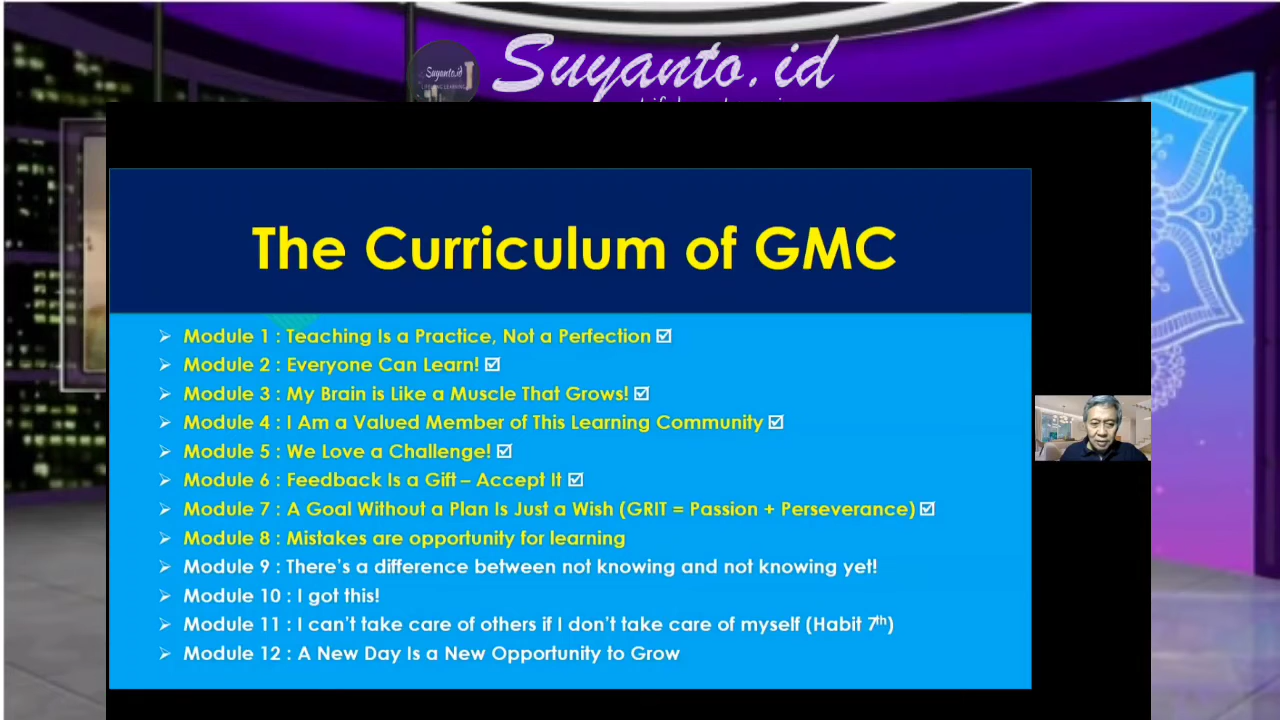 Suyanto.id
Suyanto.id
The Curriculum of GMC
➢ Module 1 : Teaching Is a Practice, Not a Perfection ☑
➢ Module 2 : Everyone Can Learn! ☑
➢ Module 3 : My Brain is Like a Muscle That Grows! ☑
➢ Module 4 : I Am a Valued Member of This Learning Community ☑
➢ Module 5 : We Love a Challenge! ☑
➢ Module 6 : Feedback Is a Gift – Accept It ☑
➢ Module 7 : A Goal Without a Plan Is Just a Wish (GRIT = Passion + Perseverance) ☑
➢ Module 8 : Mistakes are opportunity for learning
➢ Module 9 : There's a difference between not knowing and not knowing yet!
➢ Module 10 : I got this!
➢ Module 11 : I can't take care of others if I don't take care of myself (Habit 7th)
➢ Module 12 : A New Day Is a New Opportunity to Grow